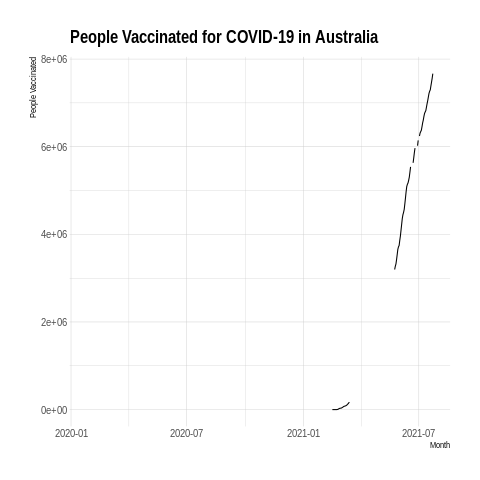 People Vaccinated for COVID-19 in Australia
People Vaccinated
8e+06
6e+06
4e+06
2e+06
0e+00
2020-01
2020-07
2021-01
2021-07
Month